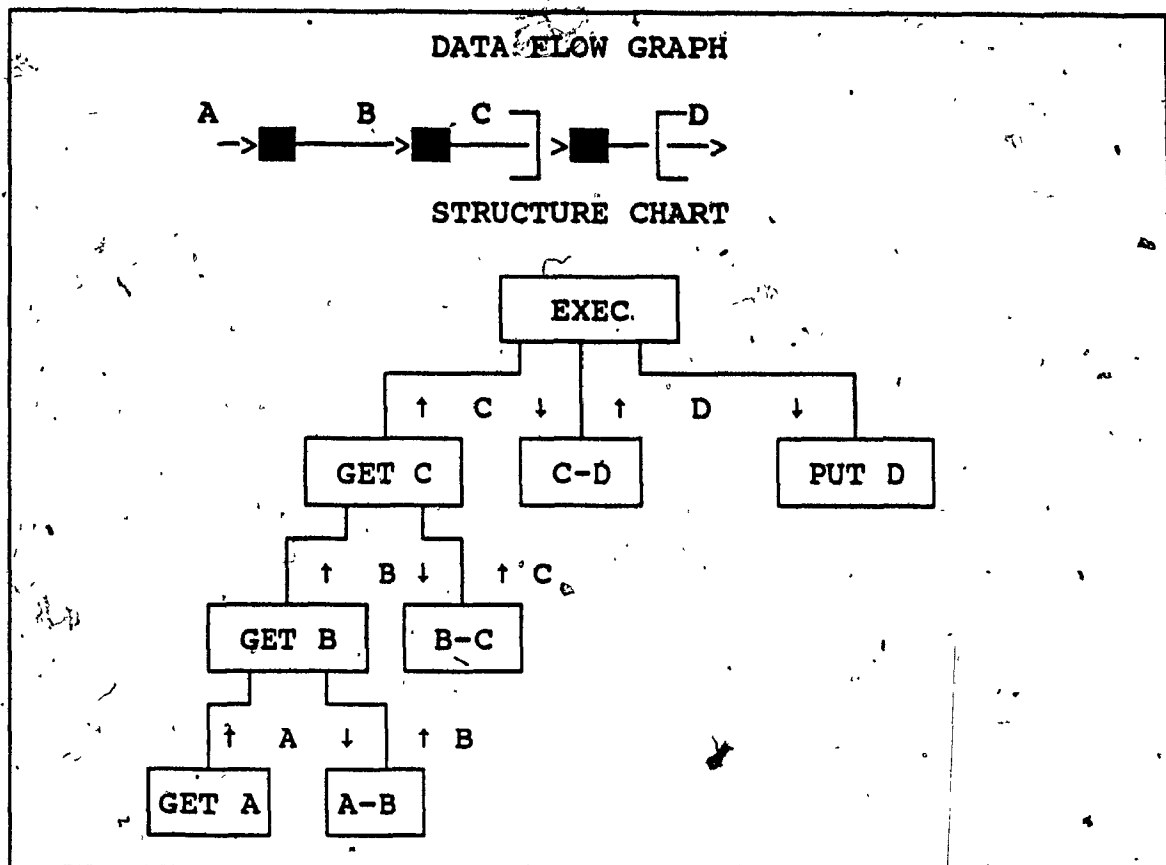 DATA FLOW GRAPH
A B C D
STRUCTURE CHART
EXEC.
↑ C ↓ ↑ D ↓
GET C C-D PUT D
↑ B ↓ ↑ C
GET B B-C
↑ A ↓ ↑ B
GET A A-B